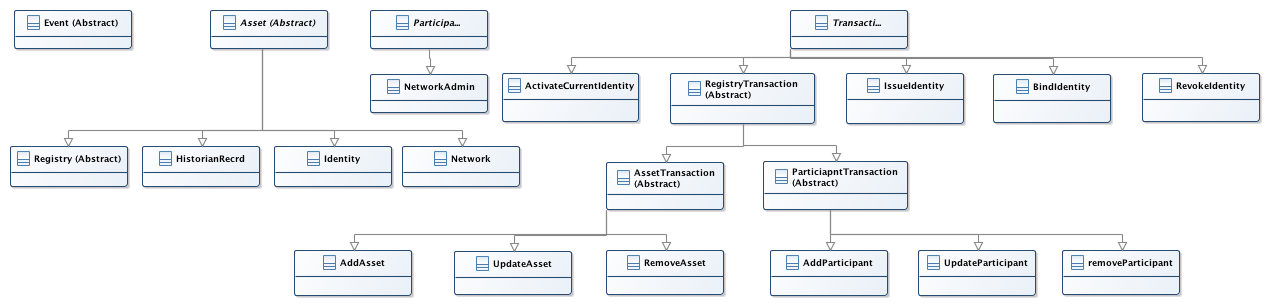 Event (Abstract)
Asset (Abstract)
Participa...
Transacti...
NetworkAdmin
ActivateCurrentIdentity
RegistryTransaction
(Abstract)
IssueIdentity
BindIdentity
RevokeIdentity
Registry (Abstract)
HistorianRecrd
Identity
Network
AssetTransaction
(Abstract)
ParticiapntTransaction
(Abstract)
AddAsset
UpdateAsset
RemoveAsset
AddParticipant
UpdateParticipant
removeParticipant